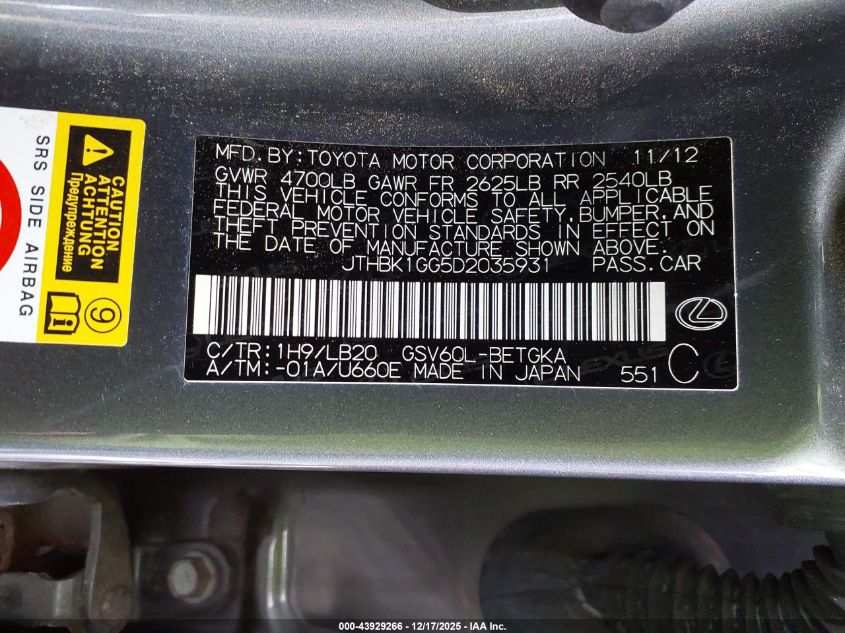 SRS SIDE AIRBAG
CAUTION
ATTENTION
ACHTUNG
Предупреждение
9
MFD.BY:TOYOTA MOTOR CORPORATION 11/12
GVWR 4700LB GAWR FR 2625LB RR 2540LB
THIS VEHICLE CONFORMS TO ALL APPLICABLE
FEDERAL MOTOR VEHICLE SAFETY,BUMPER,AND
THEFT PREVENTION STANDARDS IN EFFECT ON
THE DATE OF MANUFACTURE SHOWN ABOVE.
JTHBK1GG5D2035931 PASS.CAR
C/TR:1H9/LB20 GSV60L-BETGKA
A/TM:-01A/U660E MADE IN JAPAN 551 C
000-43929266 - 12/17/2025 - IAA Inc.